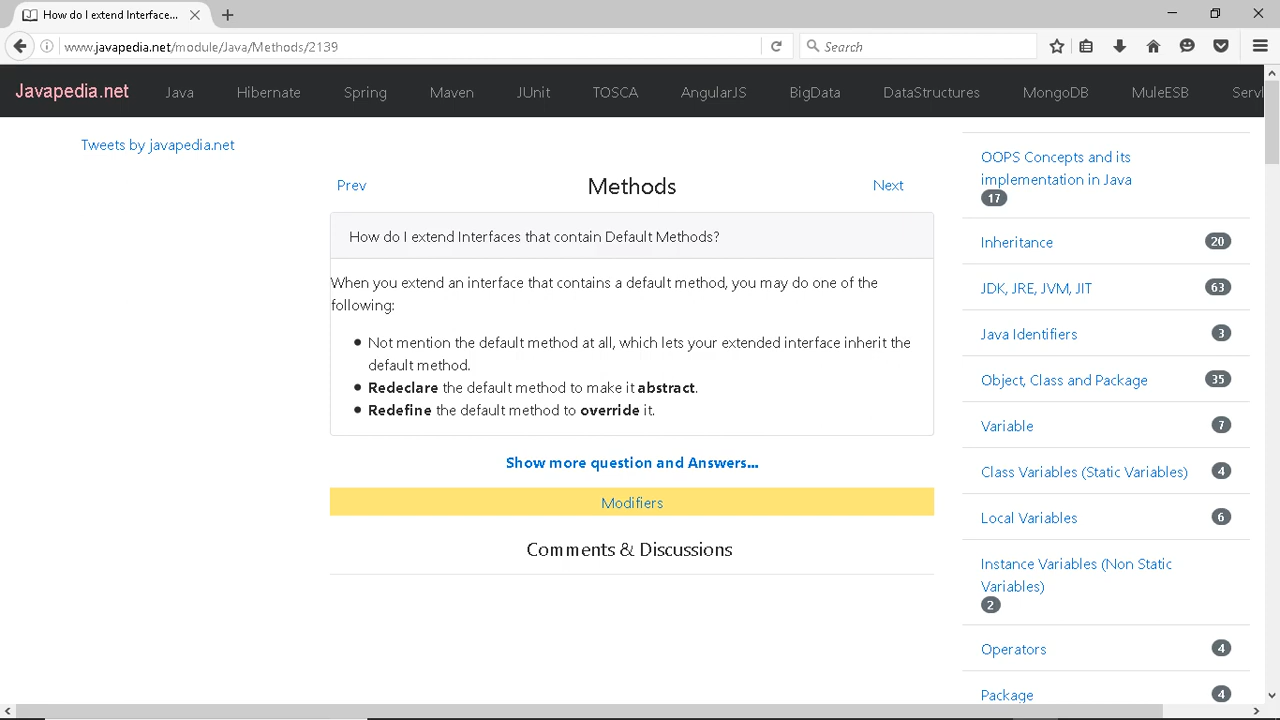 How do I extend Interface...
www.javapedia.net/module/Java/Methods/2139
Search
Javapedia.net Java Hibernate Spring Maven JUnit TOSCA AngularJS BigData DataStructures MongoDB MuleESB Servl
Tweets by javapedia.net
Prev Methods Next
How do I extend Interfaces that contain Default Methods?
When you extend an interface that contains a default method, you may do one of the
following:
• Not mention the default method at all, which lets your extended interface inherit the
default method.
• Redeclare the default method to make it abstract.
• Redefine the default method to override it.
Show more question and Answers...
Modifiers
Comments & Discussions
OOPS Concepts and its
implementation in Java
17
Inheritance 20
JDK, JRE, JVM, JIT 63
Java Identifiers 3
Object, Class and Package 35
Variable 7
Class Variables (Static Variables) 4
Local Variables 6
Instance Variables (Non Static
Variables)
2
Operators 4
Package 4